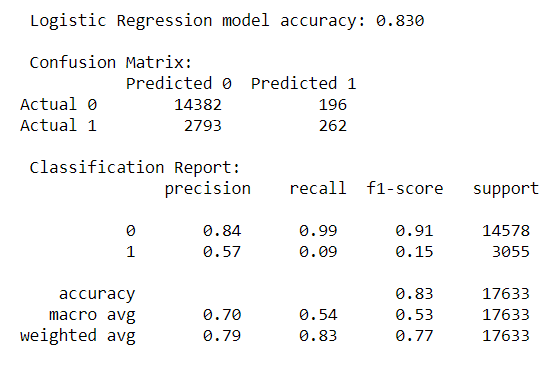 Logistic Regression model accuracy: 0.830
Confusion Matrix:
Predicted 0 Predicted 1
Actual 0 14382 196
Actual 1 2793 262
Classification Report:
precision recall f1-score support
0 0.84 0.99 0.91 14578
1 0.57 0.09 0.15 3055
accuracy 0.83 17633
macro avg 0.70 0.54 0.53 17633
weighted avg 0.79 0.83 0.77 17633